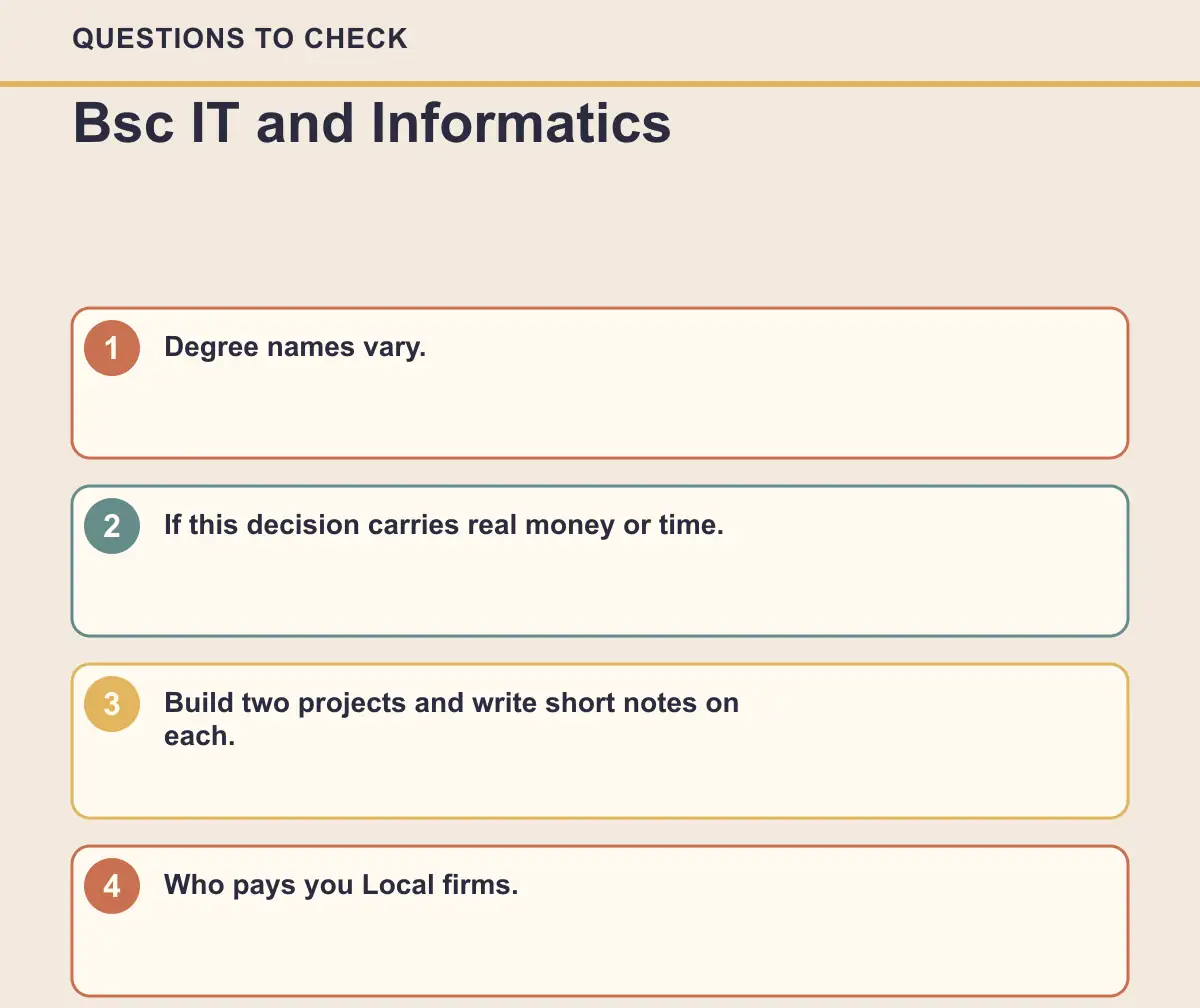 QUESTIONS TO CHECK
Bsc IT and Informatics
1 Degree names vary.
2 If this decision carries real money or time.
3 Build two projects and write short notes on
each.
4 Who pays you Local firms.